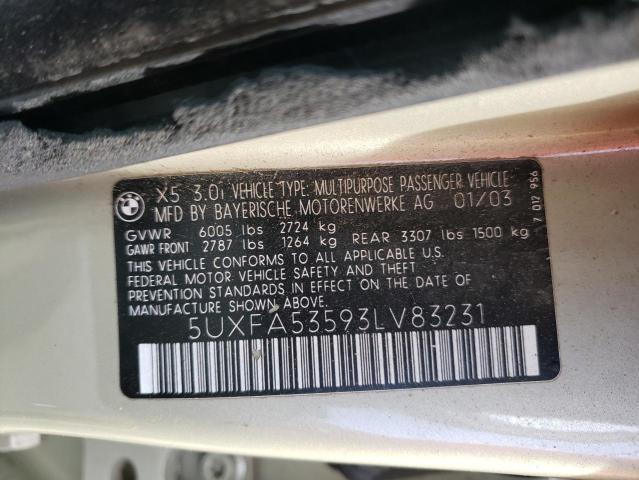 X5 3.0i VEHICLE TYPE: MULTIPURPOSE PASSENGER VEHICLE
MFD BY BAYERISCHE MOTORENWERKE AG 01/03
GVWR 6005 lbs 2724 kg
GAWR FRONT 2787 lbs 1264 kg REAR 3307 lbs 1500 kg
THIS VEHICLE CONFORMS TO ALL APPLICABLE U.S.
FEDERAL MOTOR VEHICLE SAFETY AND THEFT
PREVENTION STANDARDS IN EFFECT ON THE DATE OF
MANUFACTURE SHOWN ABOVE.
5UXFA53593LV83231
7 017 956